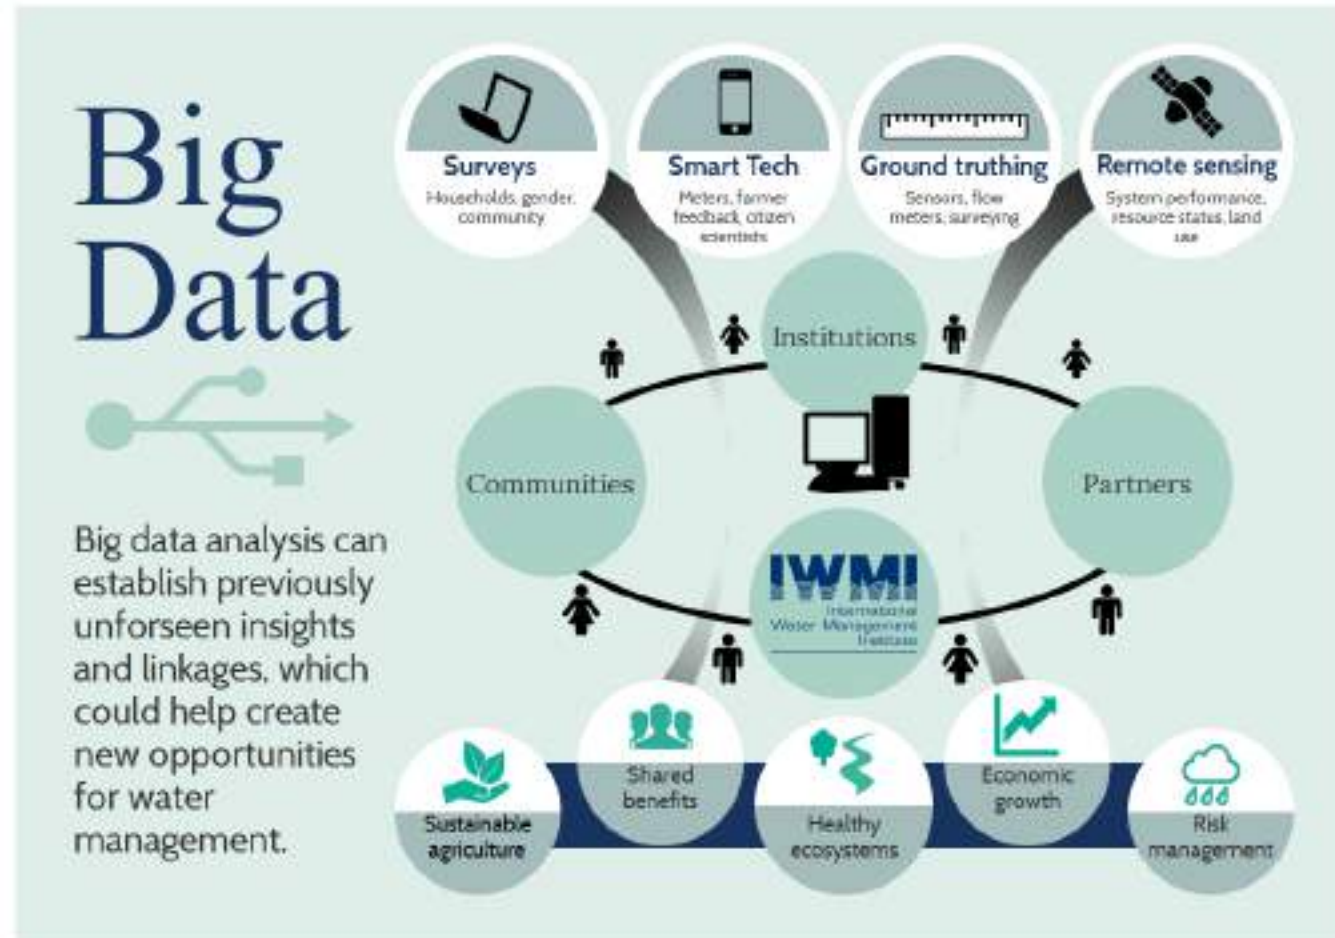 Big
Data
Big data analysis can
establish previously
unforseen insights
and linkages, which
could help create
new opportunities
for water
management.
Surveys
Households, gender,
community
Smart Tech
Meters, farmer
feedback, citizen
scientists
Ground truthing
Sensors, flow
meters, surveying
Remote sensing
System performance,
resource status, land
use
Institutions
Communities
Partners
IWMI
International
Water Management
Institute
Sustainable
agriculture
Shared
benefits
Healthy
ecosystems
Economic
growth
Risk
management